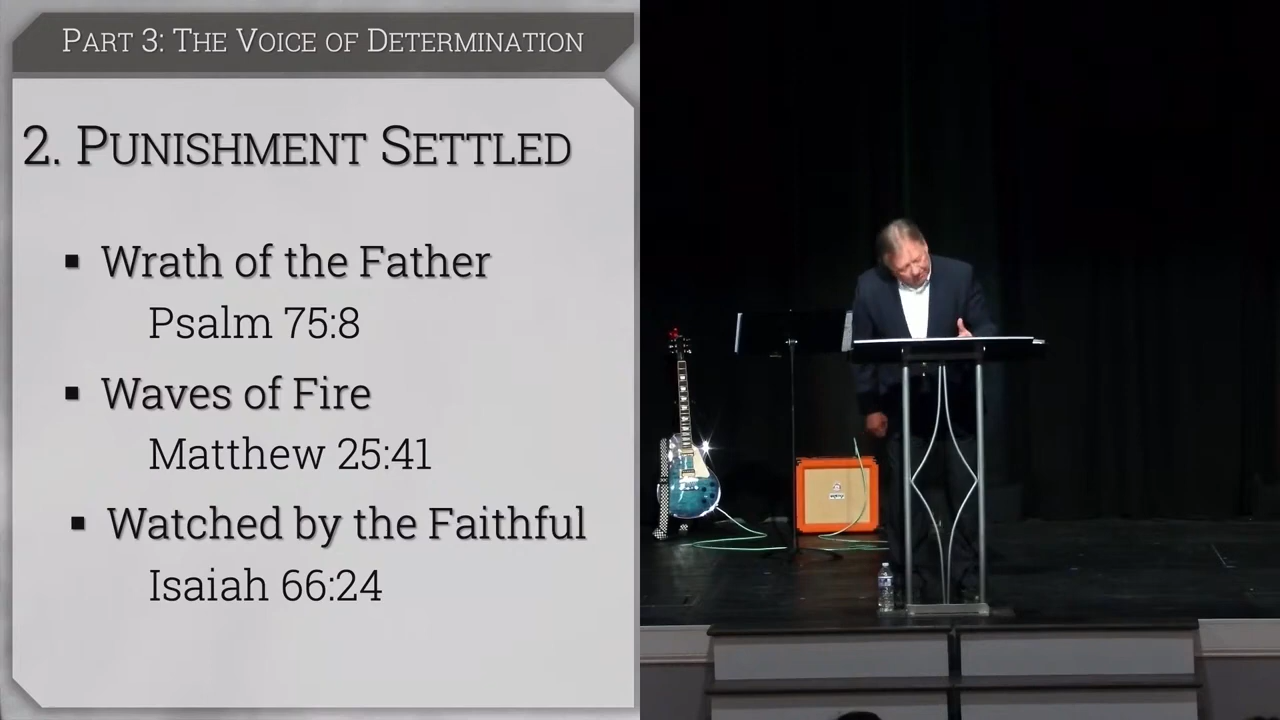 PART 3: THE VOICE OF DETERMINATION
2. PUNISHMENT SETTLED
▪ Wrath of the Father
Psalm 75:8
▪ Waves of Fire
Matthew 25:41
▪ Watched by the Faithful
Isaiah 66:24